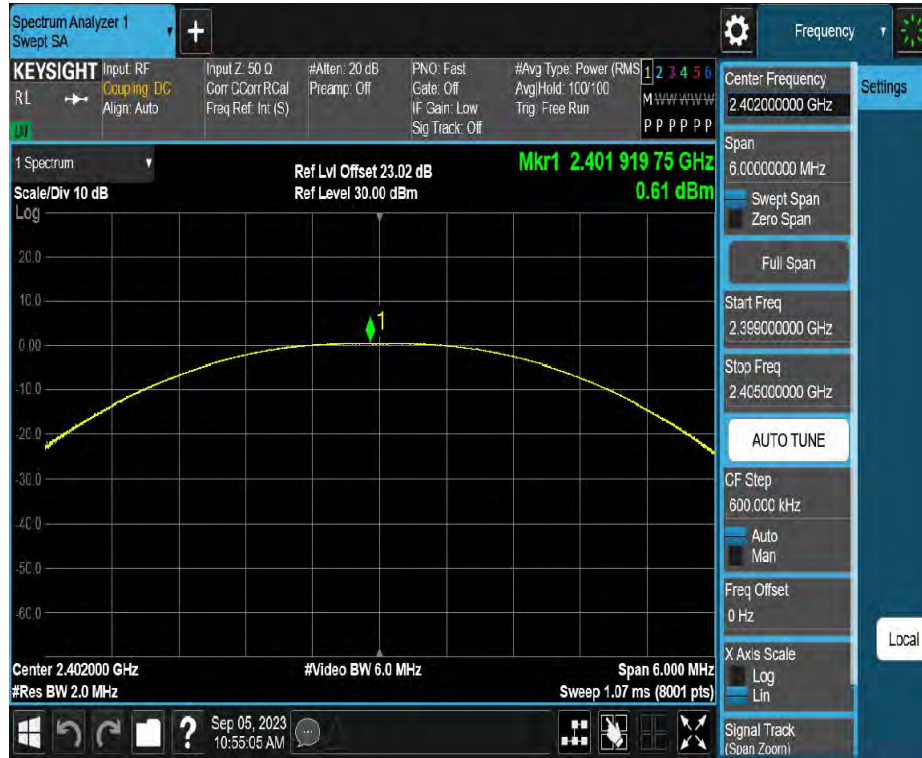 Spectrum Analyzer 1
Swept SA
+
Frequency
KEYSIGHT
RL
Input: RF
Coupling: DC
Align: Auto
Input Z: 50 Ω
Corr CCorr RCal
Freq Ref: Int (S)
#Atten: 20 dB
Preamp: Off
PNO: Fast
Gate: Off
IF Gain: Low
Sig Track: Off
#Avg Type: Power (RMS
Avg|Hold: 100/100
Trig: Free Run
1 2 3 4 5 6
M W W W W W
P P P P P P
1 Spectrum
Scale/Div 10 dB
Log
Ref Lvl Offset 23.02 dB
Ref Level 30.00 dBm
Mkr1 2.401 919 75 GHz
0.61 dBm
20.0
10.0
0.00
-10.0
-20.0
-30.0
-40.0
-50.0
-60.0
1
Center 2.402000 GHz
#Res BW 2.0 MHz
#Video BW 6.0 MHz
Span 6.000 MHz
Sweep 1.07 ms (8001 pts)
?
Sep 05, 2023
10:55:05 AM
Center Frequency
2.402000000 GHz
Span
6.00000000 MHz
Swept Span
Zero Span
Full Span
Start Freq
2.399000000 GHz
Stop Freq
2.405000000 GHz
AUTO TUNE
CF Step
600.000 kHz
Auto
Man
Freq Offset
0 Hz
X Axis Scale
Log
Lin
Signal Track
(Span Zoom)
Settings
Local